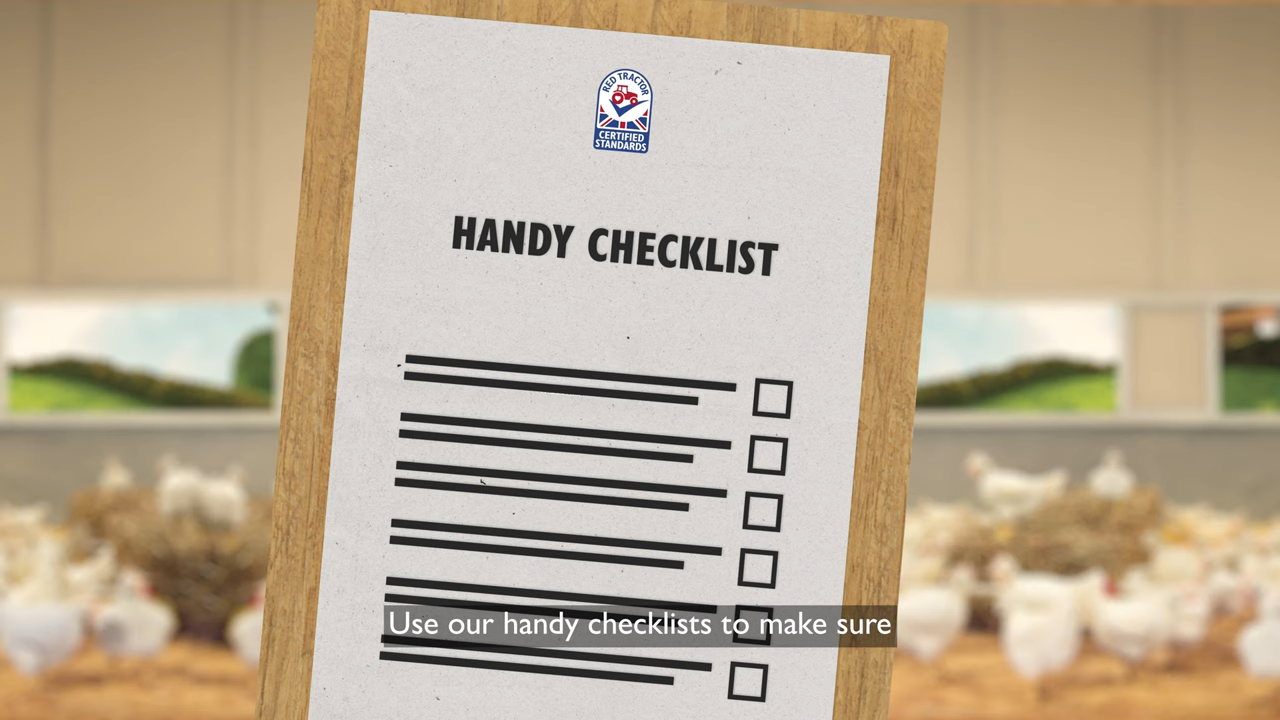 RED TRACTOR
CERTIFIED
STANDARDS
HANDY CHECKLIST
Use our handy checklists to make sure